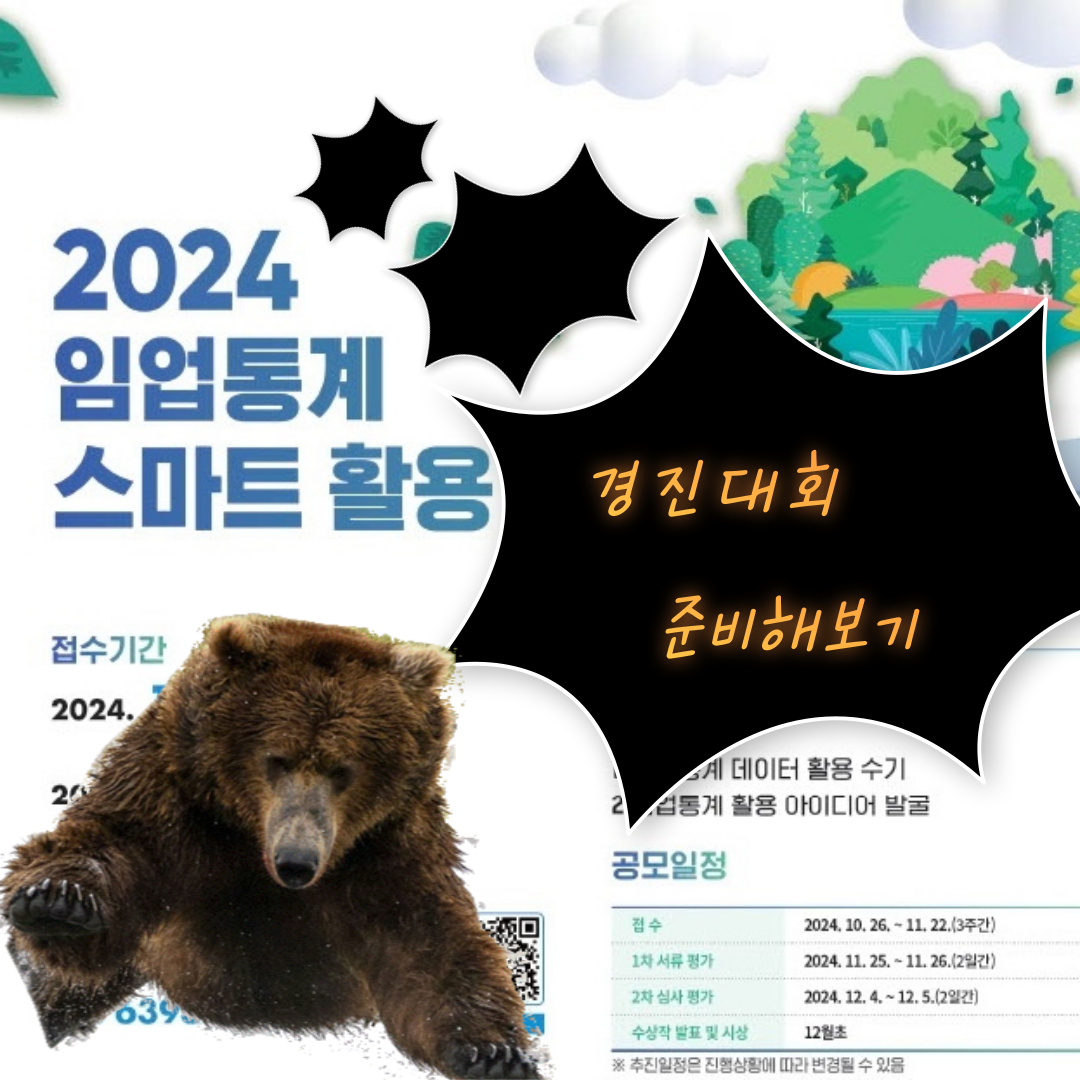 2024
임업통계
스마트 활용
경진대회
준비해보기
접수기간
2024.
데이터 활용 수기
업통계 활용 아이디어 발굴
공모일정
접 수 2024. 10. 26. ~ 11. 22.(3주간)
1차 서류 평가 2024. 11. 25. ~ 11. 26.(2일간)
2차 심사 평가 2024. 12. 4. ~ 12. 5.(2일간)
수상작 발표 및 시상 12월초
※ 추진일정은 진행상황에 따라 변경될 수 있음